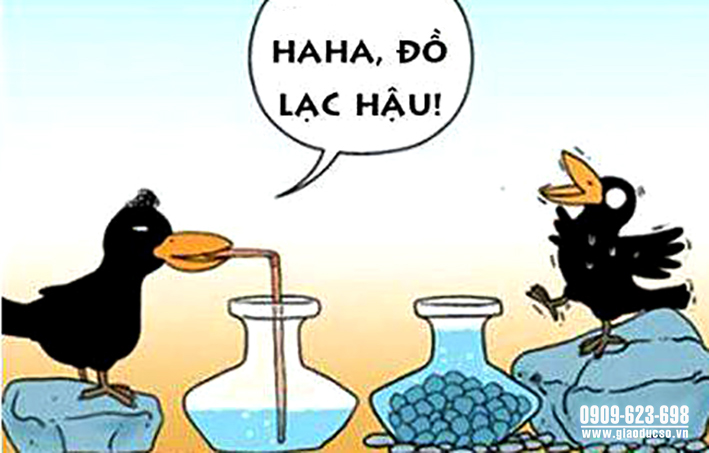 HAHA, ĐỒ
LẠC HẬU!
0909-623-698
www.giaoducso.vn